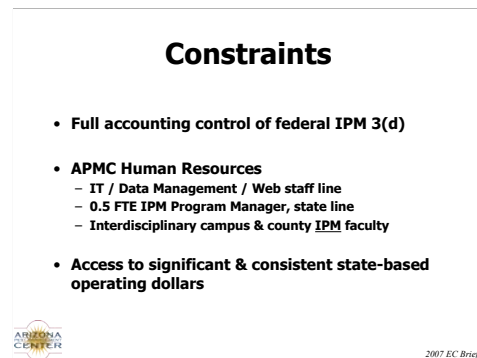 Constraints
• Full accounting control of federal IPM 3(d)
• APMC Human Resources
– IT / Data Management / Web staff line
– 0.5 FTE IPM Program Manager, state line
– Interdisciplinary campus & county IPM faculty
• Access to significant & consistent state-based
operating dollars
ARIZONA
CENTER
2007 EC Brie